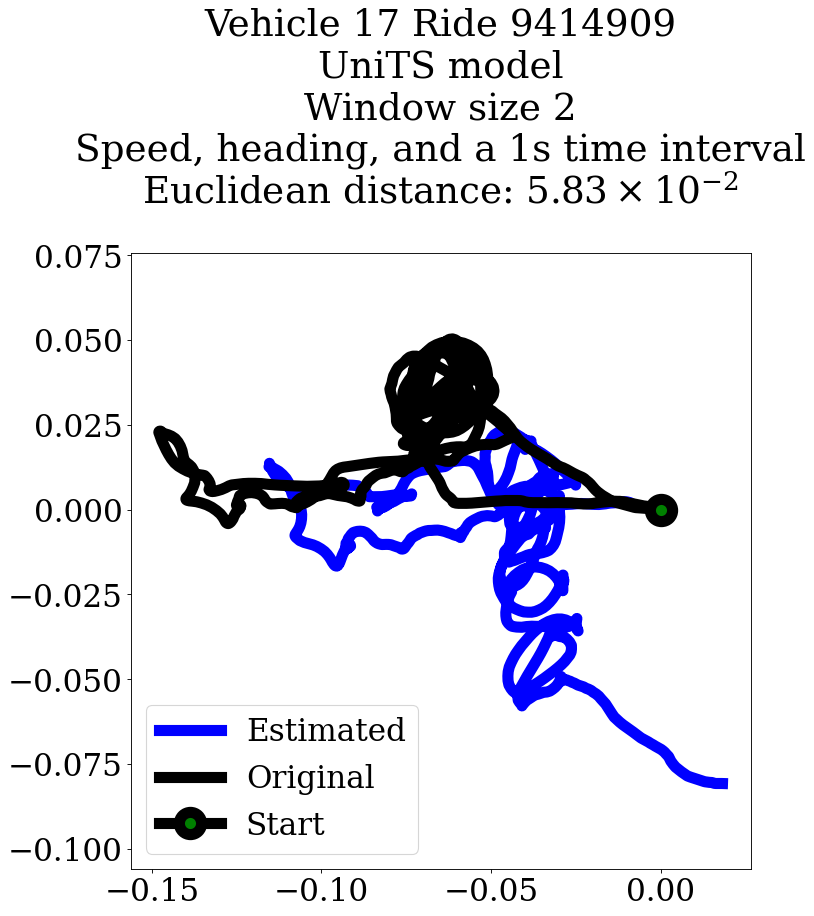 Vehicle 17 Ride 9414909
UniTS model
Window size 2
Speed, heading, and a 1s time interval
Euclidean distance: 5.83 × 10⁻²
0.075
0.050
0.025
0.000
−0.025
−0.050
−0.075
−0.100
Estimated
Original
Start
−0.15 −0.10 −0.05 0.00